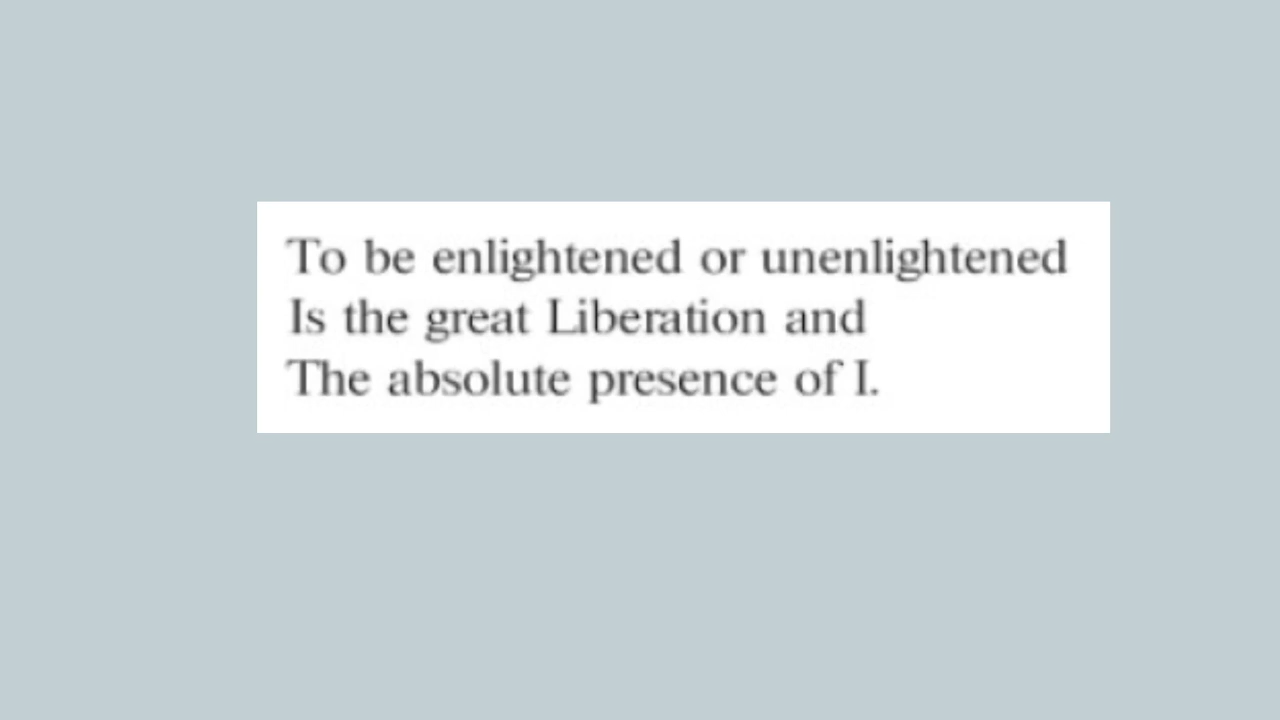 To be enlightened or unenlightened
Is the great Liberation and
The absolute presence of I.